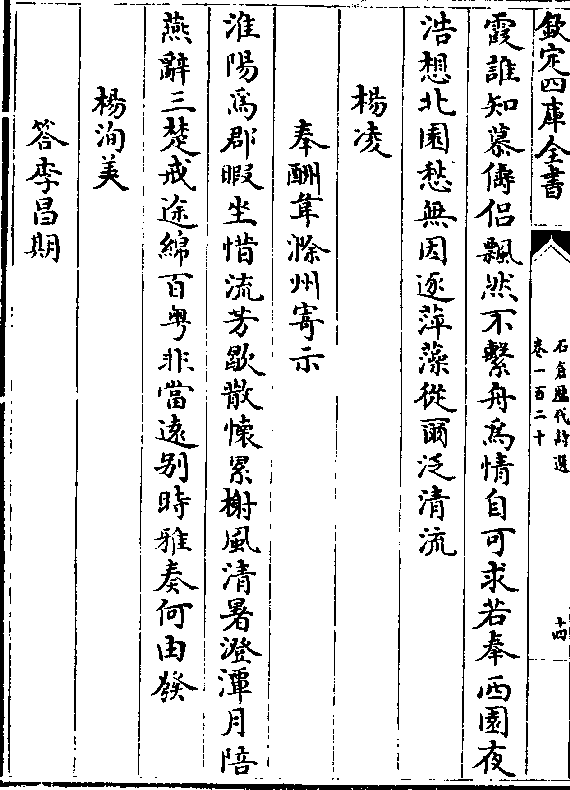 欽定四庫全書
石倉歷代詩選
卷一百二十
十四
霞誰知慕儔侣飄然不繫舟爲情自可求若奉西園夜
浩想北園愁無因逐萍藻從爾泛清流
楊凌
奉酬韋滁州寄示
淮陽爲郡暇坐惜流芳歇散懷累榭風清暑澄潭月陪
燕辭三楚戒途綿百粤非當遠别時雅奏何由發
楊洵美
答李昌期